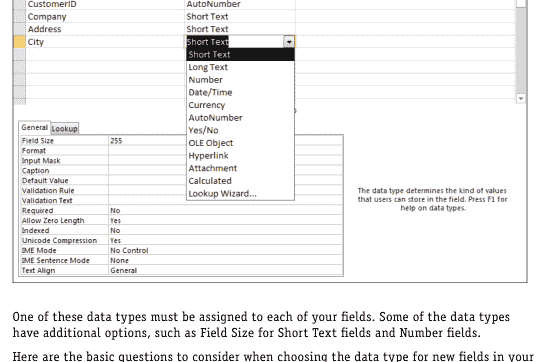 CustomerID AutoNumber
Company Short Text
Address Short Text
City Short Text
Short Text
Long Text
Number
Date/Time
Currency
AutoNumber
Yes/No
OLE Object
Hyperlink
Attachment
Calculated
Lookup Wizard...
General Lookup
Field Size 255
Format
Input Mask
Caption
Default Value
Validation Rule
Validation Text
Required No
Allow Zero Length Yes
Indexed No
Unicode Compression Yes
IME Mode No Control
IME Sentence Mode None
Text Align General
The data type determines the kind of values
that users can store in the field. Press F1 for
help on data types.
One of these data types must be assigned to each of your fields. Some of the data types
have additional options, such as Field Size for Short Text fields and Number fields.
Here are the basic questions to consider when choosing the data type for new fields in your